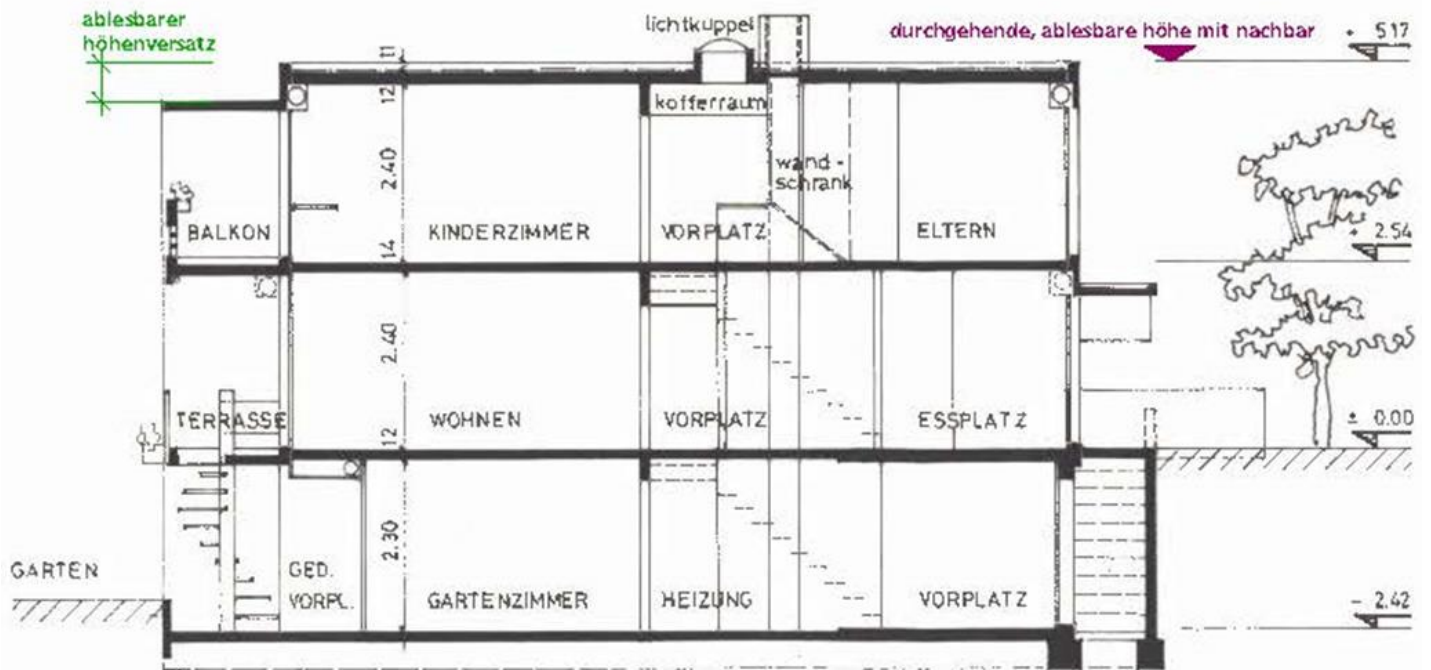 ablesbarer
höhenversatz
lichtkuppel
durchgehende, ablesbare höhe mit nachbar
+ 5.17
11
12
kofferraum
2.40
wand-
schrank
BALKON
KINDERZIMMER
VORPLATZ
ELTERN
+ 2.54
14
2.40
TERRASSE
WOHNEN
VORPLATZ
ESSPLATZ
± 0.00
12
2.30
GARTEN
GED.
VORPL.
GARTENZIMMER
HEIZUNG
VORPLATZ
- 2.42